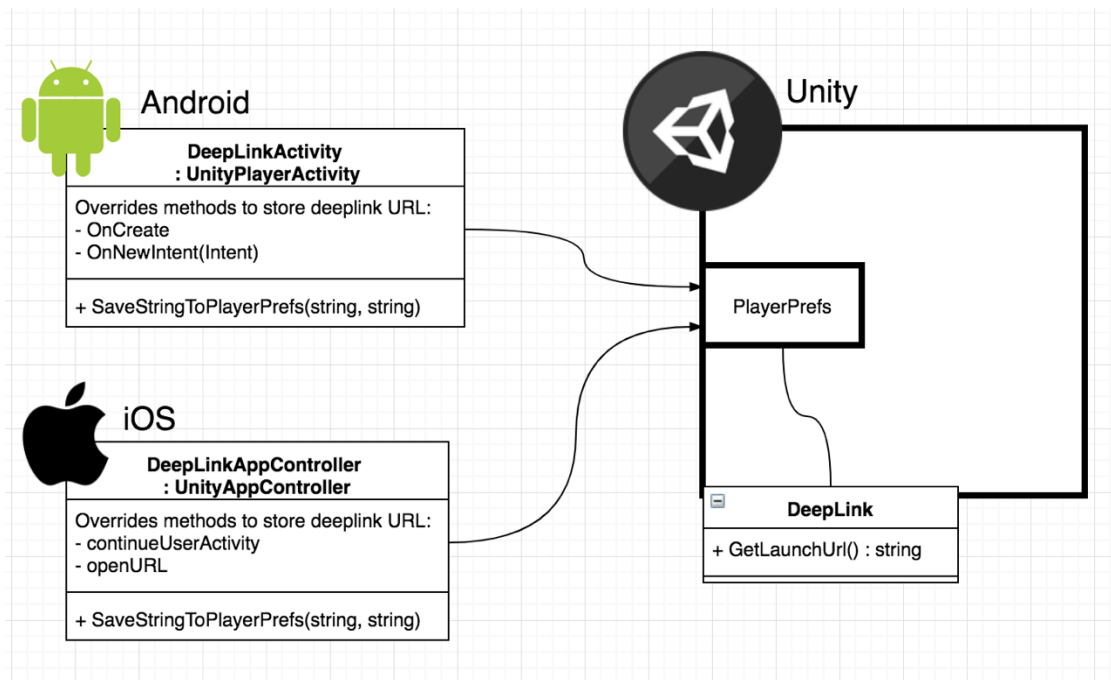 Android
DeepLinkActivity
: UnityPlayerActivity
Overrides methods to store deeplink URL:
- OnCreate
- OnNewIntent(Intent)
+ SaveStringToPlayerPrefs(string, string)
iOS
DeepLinkAppController
: UnityAppController
Overrides methods to store deeplink URL:
- continueUserActivity
- openURL
+ SaveStringToPlayerPrefs(string, string)
Unity
PlayerPrefs
DeepLink
+ GetLaunchUrl() : string